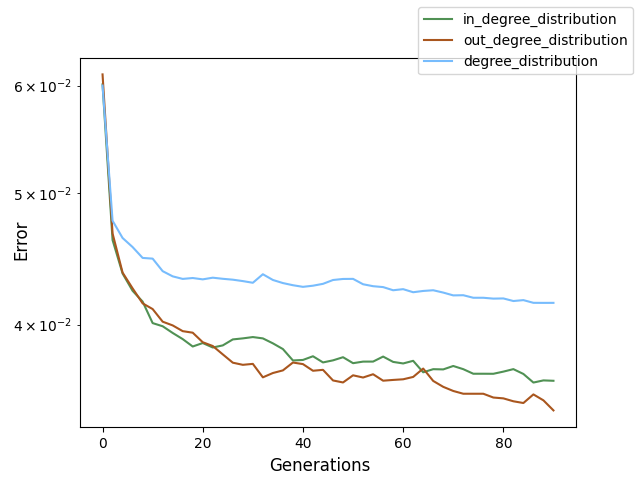 in_degree_distribution
out_degree_distribution
degree_distribution
6 × 10⁻²
5 × 10⁻²
4 × 10⁻²
Error
0 20 40 60 80
Generations